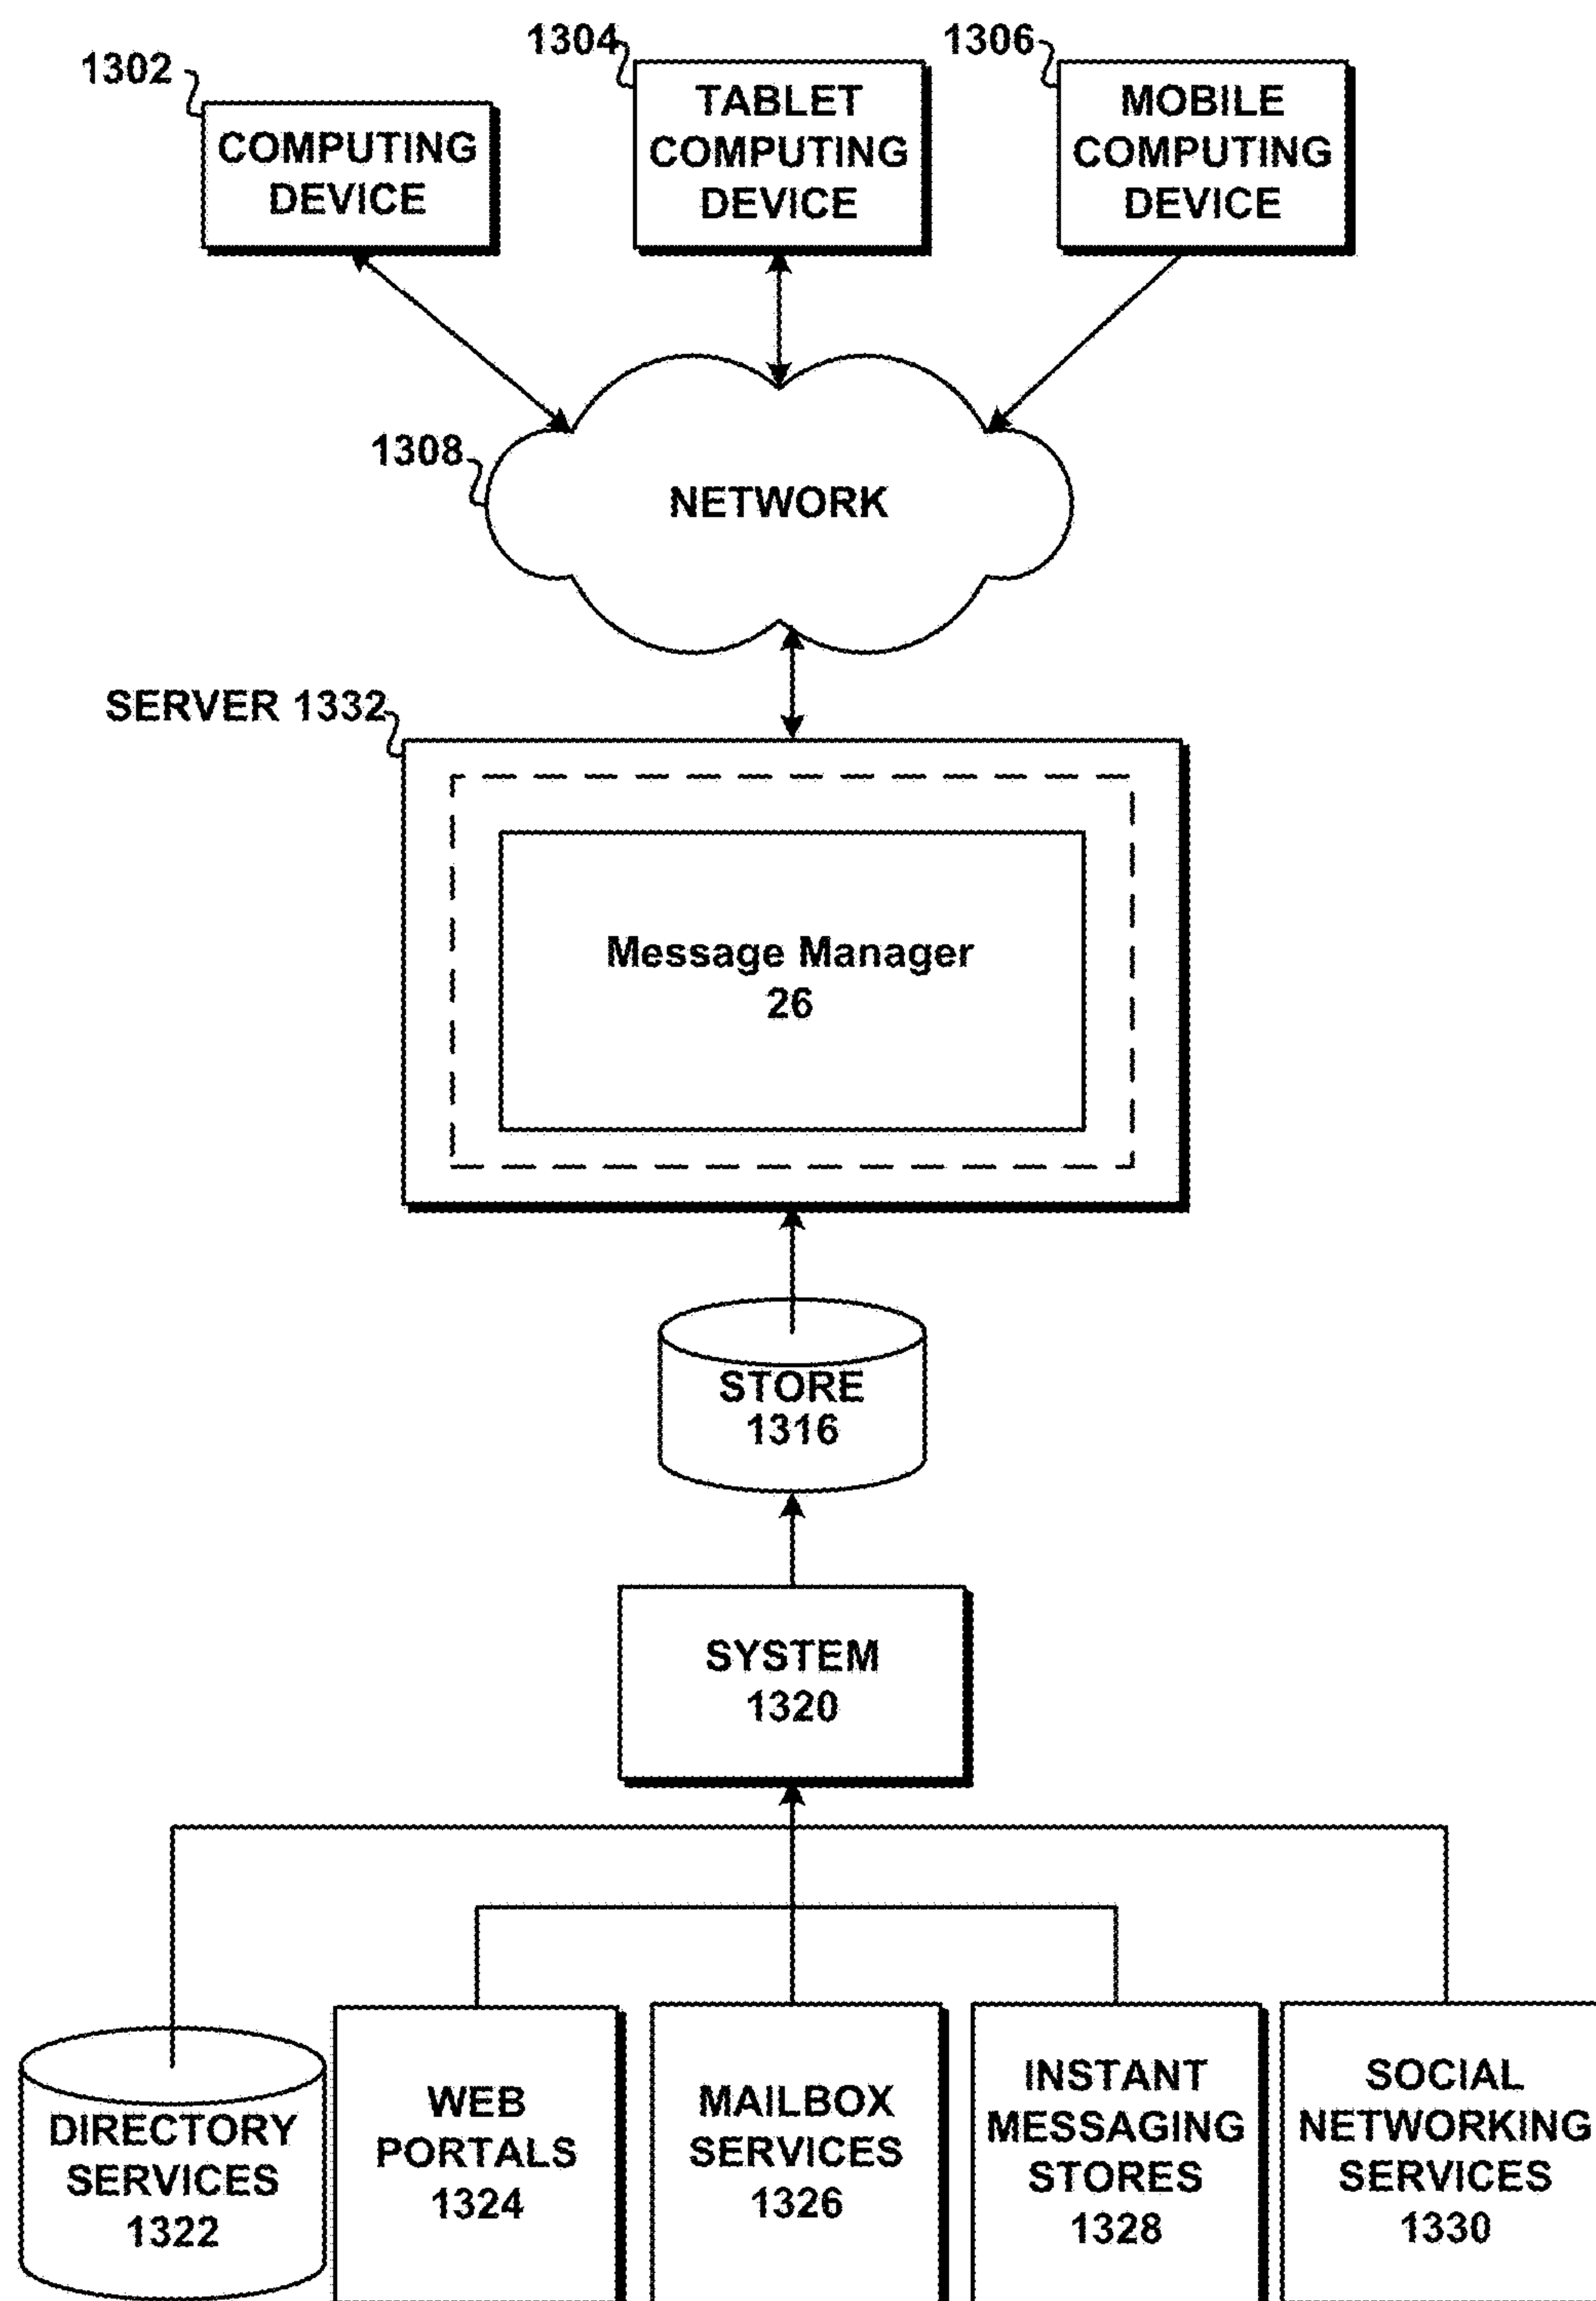 1302
COMPUTING
DEVICE
1304
TABLET
COMPUTING
DEVICE
1306
MOBILE
COMPUTING
DEVICE
1308
NETWORK
SERVER 1332
Message Manager
26
STORE
1316
SYSTEM
1320
DIRECTORY
SERVICES
1322
WEB
PORTALS
1324
MAILBOX
SERVICES
1326
INSTANT
MESSAGING
STORES
1328
SOCIAL
NETWORKING
SERVICES
1330